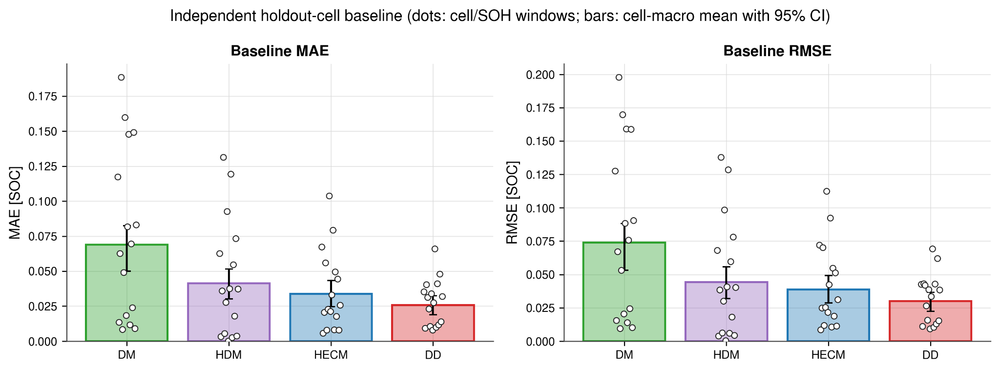 Independent holdout-cell baseline (dots: cell/SOH windows; bars: cell-macro mean with 95% CI)
Baseline MAE
MAE [SOC]
0.175
0.150
0.125
0.100
0.075
0.050
0.025
0.000
DM HDM HECM DD
Baseline RMSE
RMSE [SOC]
0.200
0.175
0.150
0.125
0.100
0.075
0.050
0.025
0.000
DM HDM HECM DD